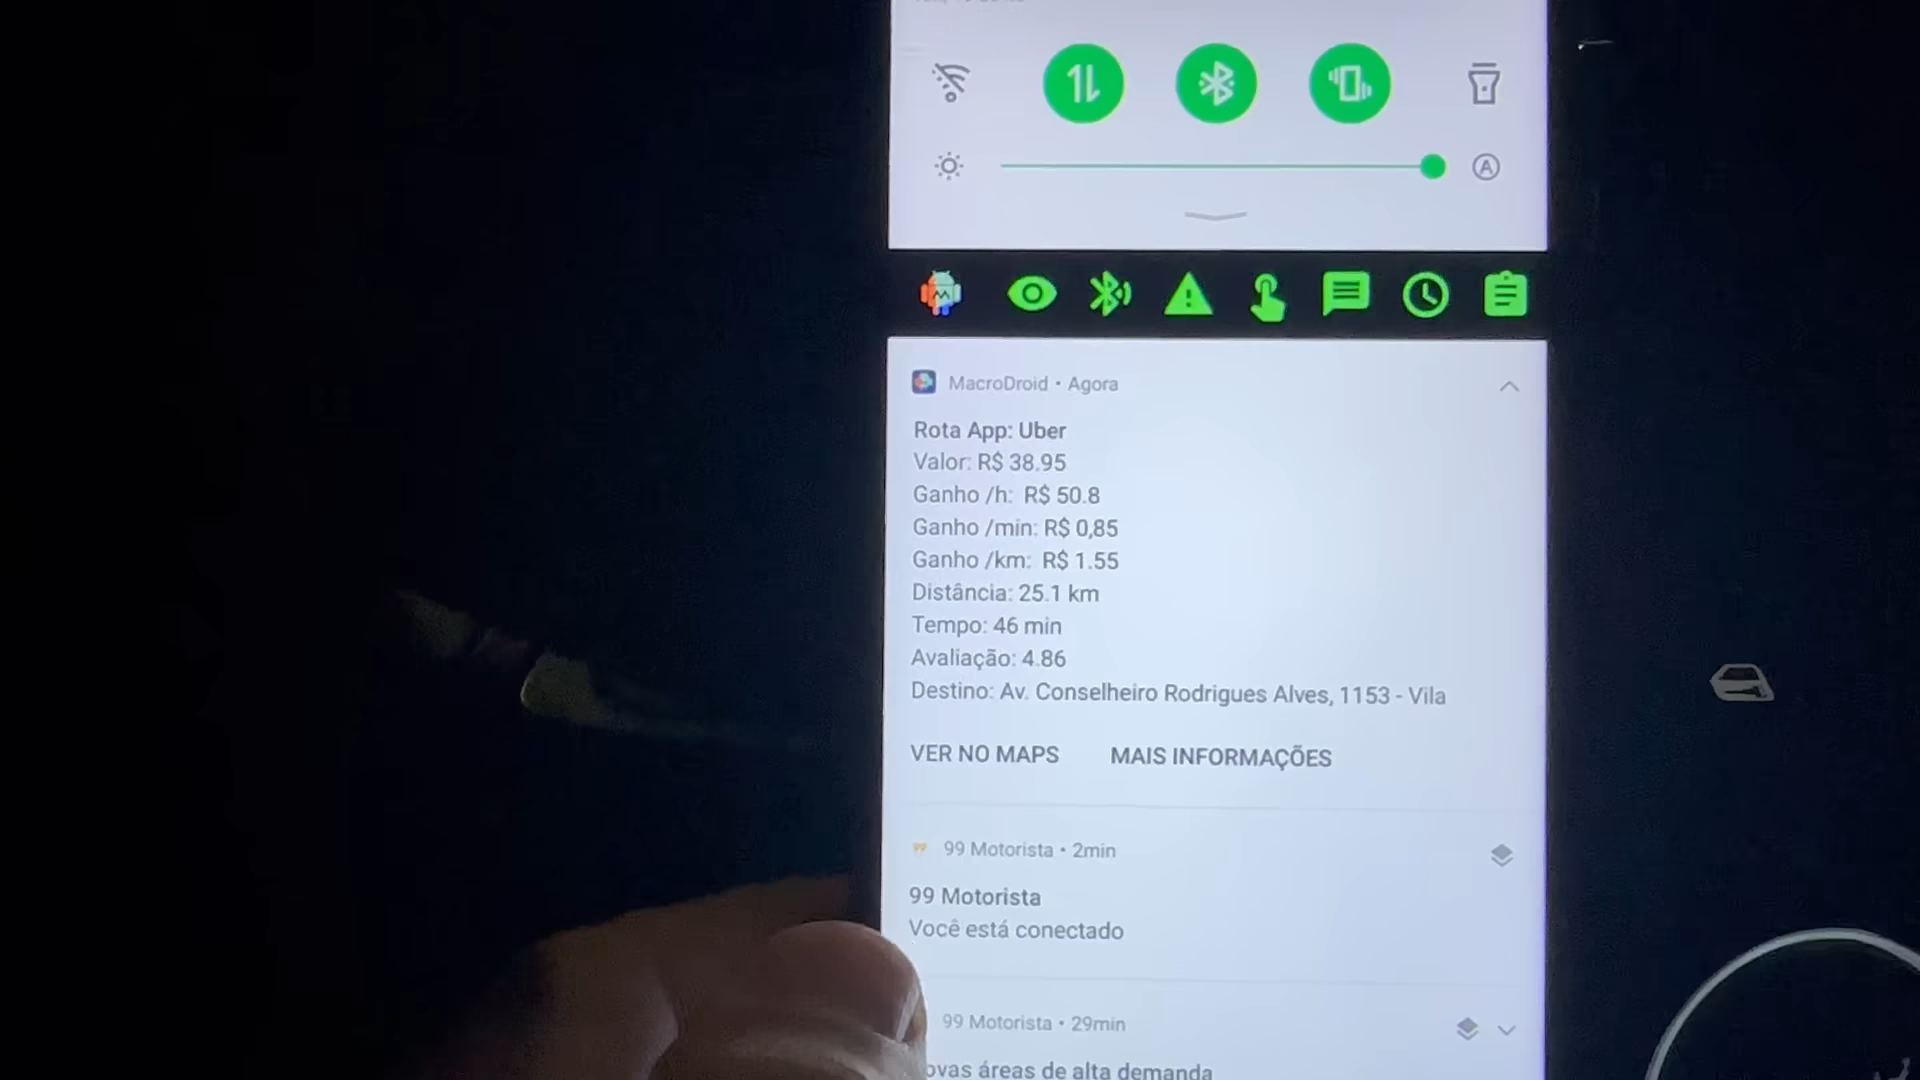 MacroDroid • Agora
Rota App: Uber
Valor: R$ 38.95
Ganho /h: R$ 50.8
Ganho /min: R$ 0,85
Ganho /km: R$ 1.55
Distância: 25.1 km
Tempo: 46 min
Avaliação: 4.86
Destino: Av. Conselheiro Rodrigues Alves, 1153 - Vila
VER NO MAPS MAIS INFORMAÇÕES
99 Motorista • 2min
99 Motorista
Você está conectado
99 Motorista • 29min
ovas áreas de alta demanda